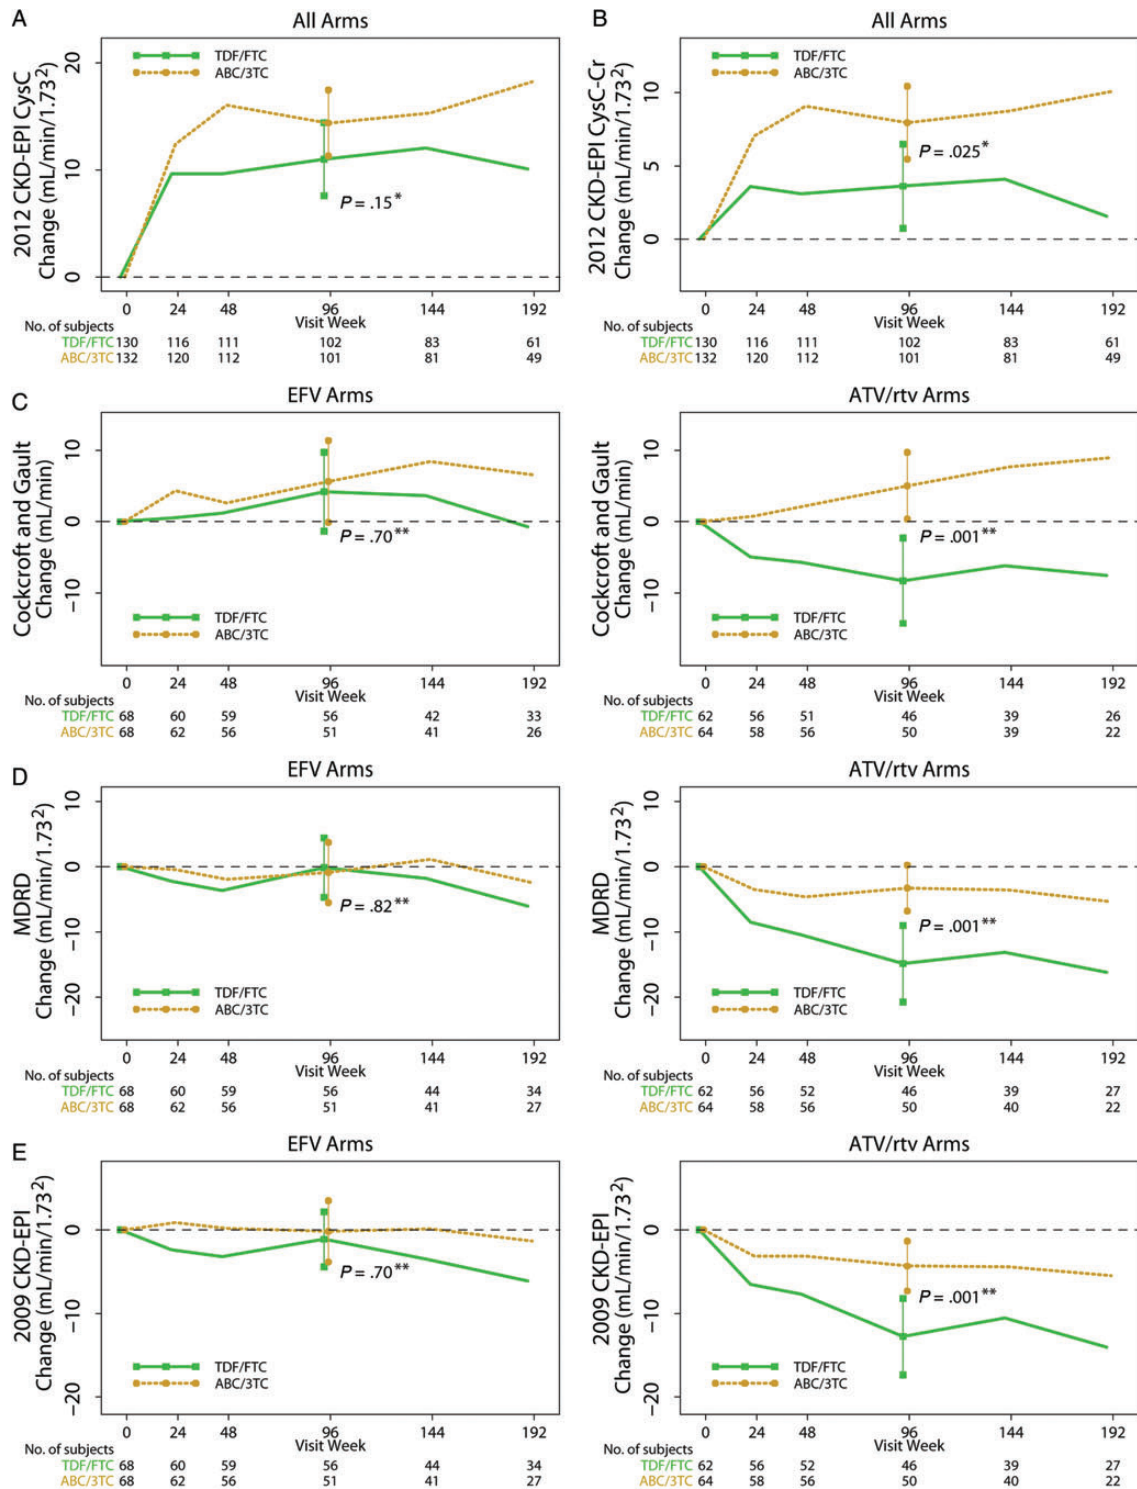 A
All Arms
2012 CKD-EPI CysC
Change (mL/min/1.73²)
20
10
0
TDF/FTC
ABC/3TC
P = .15*
0 24 48 96 144 192
Visit Week
No. of subjects
TDF/FTC 130 116 111 102 83 61
ABC/3TC 132 120 112 101 81 49
B
All Arms
2012 CKD-EPI CysC-Cr
Change (mL/min/1.73²)
10
5
0
TDF/FTC
ABC/3TC
P = .025*
0 24 48 96 144 192
Visit Week
No. of subjects
TDF/FTC 130 116 111 102 83 61
ABC/3TC 132 120 112 101 81 49
C
EFV Arms
Cockcroft and Gault
Change (mL/min)
10
0
−10
P = .70**
TDF/FTC
ABC/3TC
0 24 48 96 144 192
Visit Week
No. of subjects
TDF/FTC 68 60 59 56 42 33
ABC/3TC 68 62 56 51 41 26
ATV/rtv Arms
Cockcroft and Gault
Change (mL/min)
10
0
−10
P = .001**
TDF/FTC
ABC/3TC
0 24 48 96 144 192
Visit Week
No. of subjects
TDF/FTC 62 56 51 46 39 26
ABC/3TC 64 58 56 50 39 22
D
EFV Arms
MDRD
Change (mL/min/1.73²)
10
0
−10
−20
P = .82**
TDF/FTC
ABC/3TC
0 24 48 96 144 192
Visit Week
No. of subjects
TDF/FTC 68 60 59 56 44 34
ABC/3TC 68 62 56 51 41 27
ATV/rtv Arms
MDRD
Change (mL/min/1.73²)
10
0
−10
−20
P = .001**
TDF/FTC
ABC/3TC
0 24 48 96 144 192
Visit Week
No. of subjects
TDF/FTC 62 56 52 46 39 27
ABC/3TC 64 58 56 50 40 22
E
EFV Arms
2009 CKD-EPI
Change (mL/min/1.73²)
0
−10
−20
P = .70**
TDF/FTC
ABC/3TC
0 24 48 96 144 192
Visit Week
No. of subjects
TDF/FTC 68 60 59 56 44 34
ABC/3TC 68 62 56 51 41 27
ATV/rtv Arms
2009 CKD-EPI
Change (mL/min/1.73²)
0
−10
−20
P = .001**
TDF/FTC
ABC/3TC
0 24 48 96 144 192
Visit Week
No. of subjects
TDF/FTC 62 56 52 46 39 27
ABC/3TC 64 58 56 50 40 22